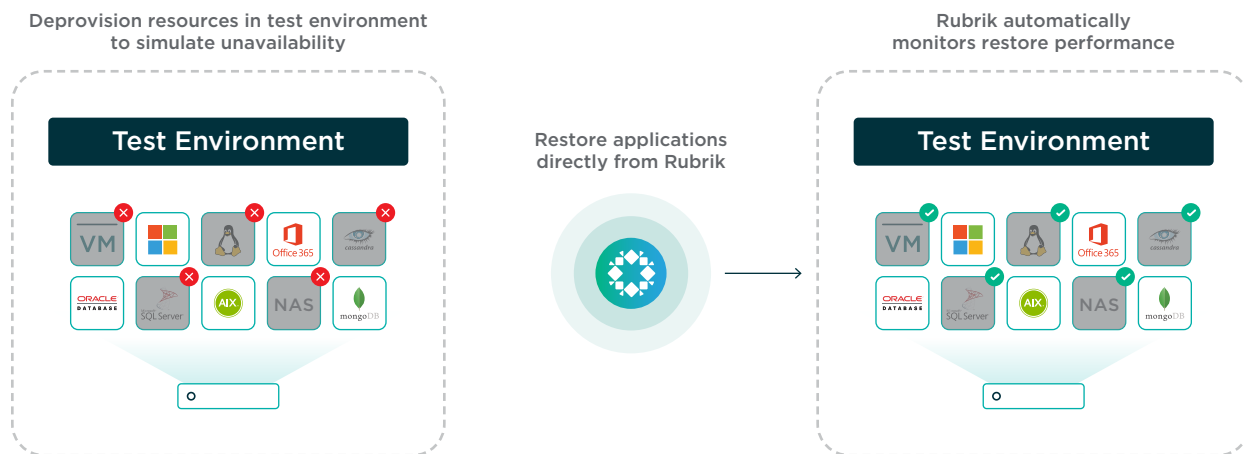 Deprovision resources in test environment
to simulate unavailability
Test Environment
VM
Office 365
cassandra
ORACLE
DATABASE
SQL Server
AIX
NAS
mongoDB
Restore applications
directly from Rubrik
Rubrik automatically
monitors restore performance
Test Environment
VM
Office 365
cassandra
ORACLE
DATABASE
SQL Server
AIX
NAS
mongoDB